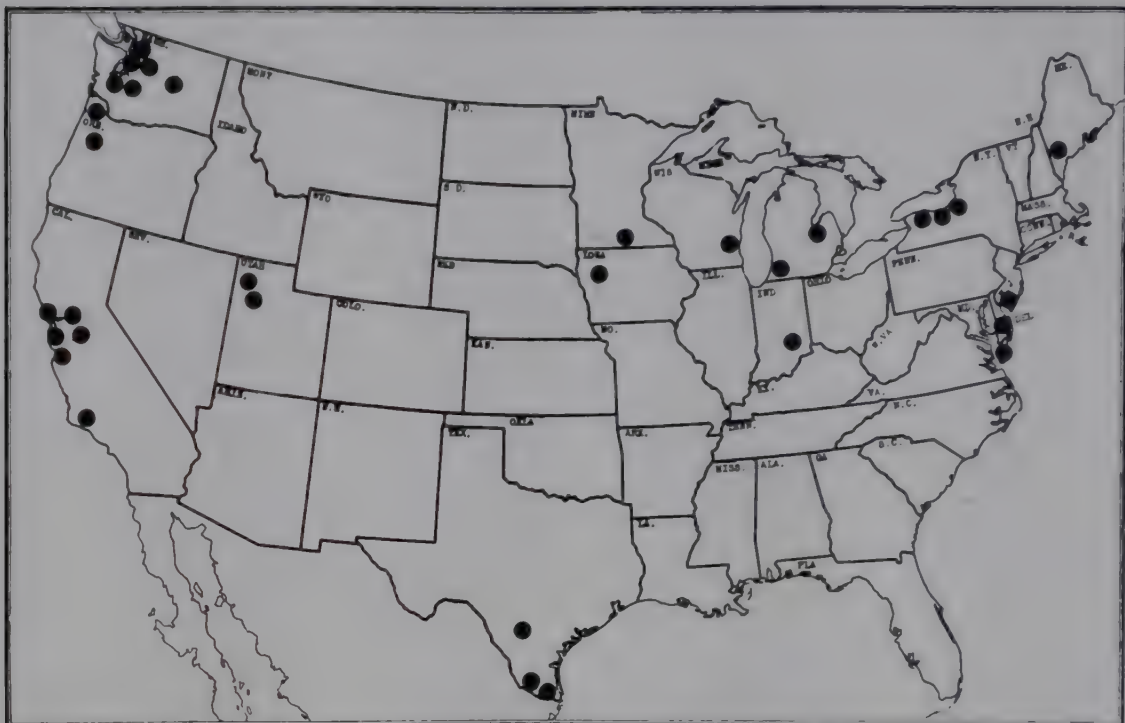 WASH.
ORE.
IDAHO
MONT
N.D.
S.D.
MINN
WIS
MICH
WYO
CAL.
NEV.
UTAH
COLO.
NEB
KAN.
IOWA
MO.
ILL.
IND
OHIO
KY.
TENN.
W.VA
VA.
N.C.
S.C.
GA
ALA.
MISS.
FLA
LA.
ARK.
OKLA
TEX.
N.M.
ARIZ.
PENN.
MD.
DEL
N.Y.
VT
N.H
ME.
MASS.
CONN.